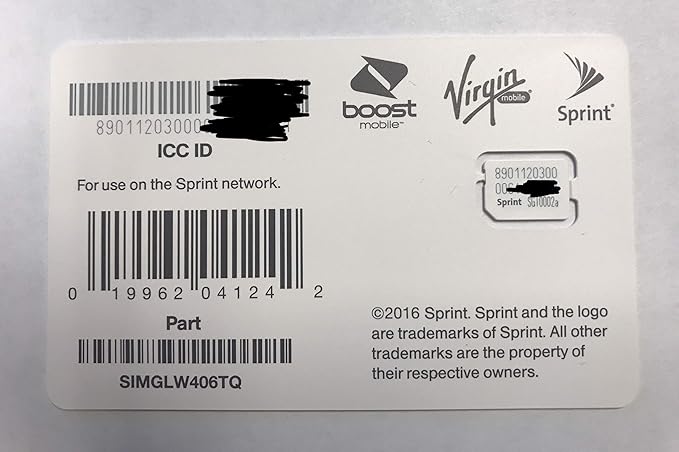 89011203000
ICC ID
For use on the Sprint network.
0 19962 04124 2
Part
SIMGLW406TQ
boost
mobile
Virgin
mobile
Sprint
8901120300
Sprint SGT0002a
©2016 Sprint. Sprint and the logo
are trademarks of Sprint. All other
trademarks are the property of
their respective owners.